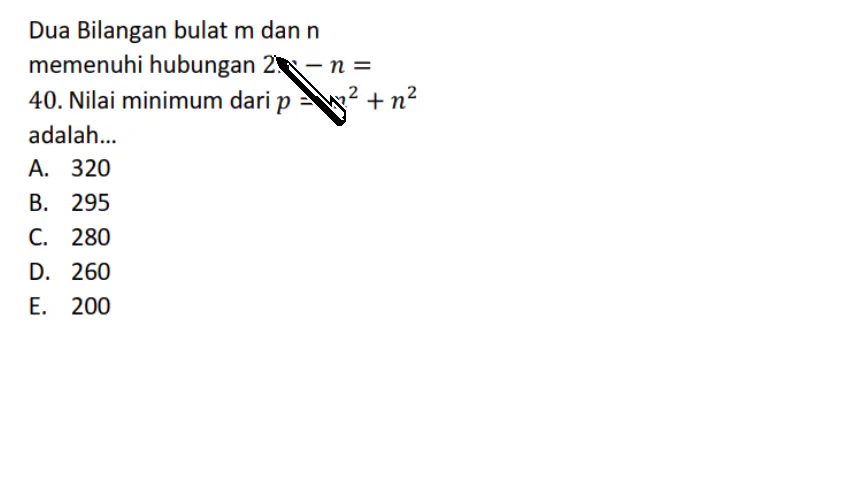 Dua Bilangan bulat m dan n
memenuhi hubungan 2 − n =
40. Nilai minimum dari p = ² + n²
adalah...
A. 320
B. 295
C. 280
D. 260
E. 200